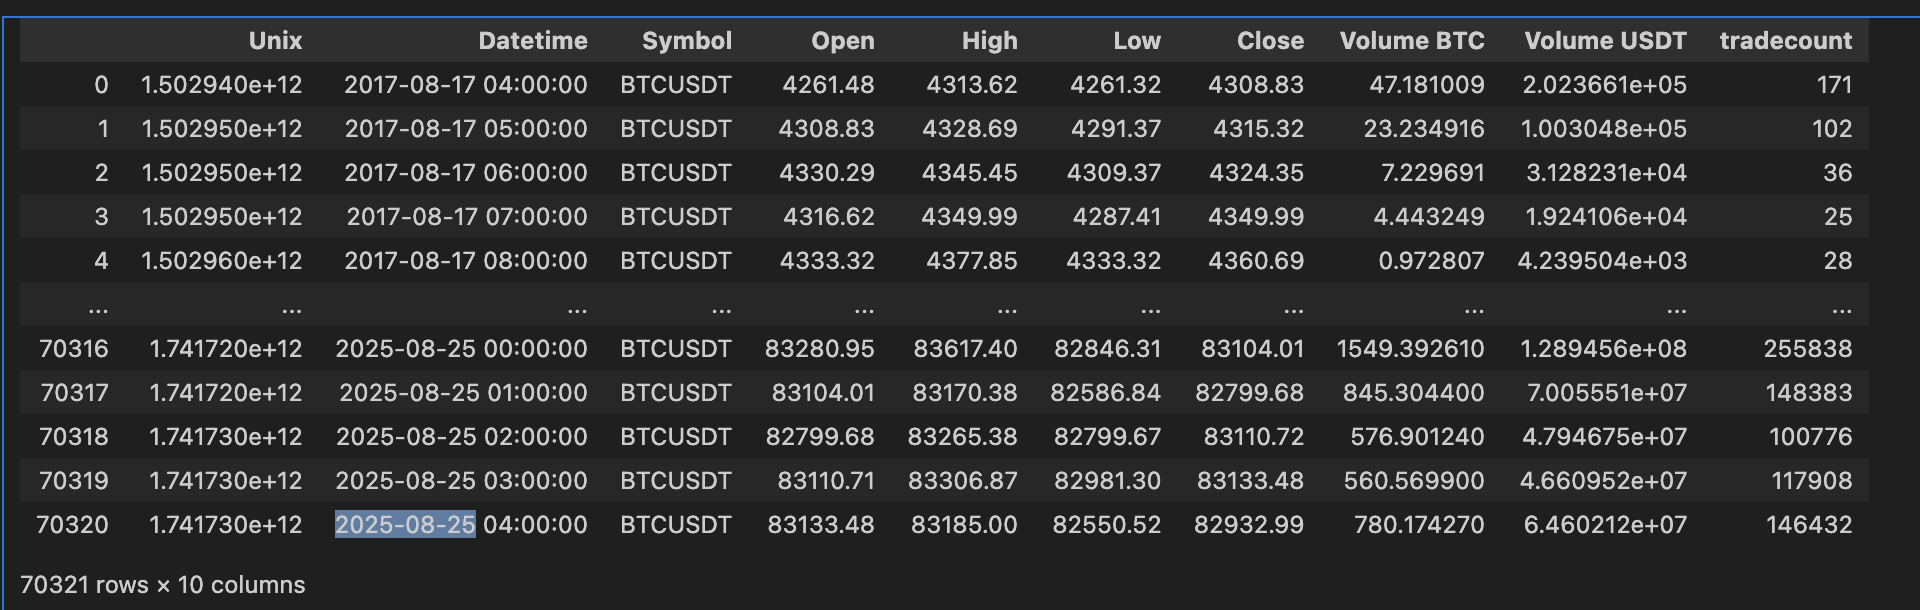 Unix Datetime Symbol Open High Low Close Volume BTC Volume USDT tradecount
0 1.502940e+12 2017-08-17 04:00:00 BTCUSDT 4261.48 4313.62 4261.32 4308.83 47.181009 2.023661e+05 171
1 1.502950e+12 2017-08-17 05:00:00 BTCUSDT 4308.83 4328.69 4291.37 4315.32 23.234916 1.003048e+05 102
2 1.502950e+12 2017-08-17 06:00:00 BTCUSDT 4330.29 4345.45 4309.37 4324.35 7.229691 3.128231e+04 36
3 1.502950e+12 2017-08-17 07:00:00 BTCUSDT 4316.62 4349.99 4287.41 4349.99 4.443249 1.924106e+04 25
4 1.502960e+12 2017-08-17 08:00:00 BTCUSDT 4333.32 4377.85 4333.32 4360.69 0.972807 4.239504e+03 28
... ... ... ... ... ... ... ... ... ... ...
70316 1.741720e+12 2025-08-25 00:00:00 BTCUSDT 83280.95 83617.40 82846.31 83104.01 1549.392610 1.289456e+08 255838
70317 1.741720e+12 2025-08-25 01:00:00 BTCUSDT 83104.01 83170.38 82586.84 82799.68 845.304400 7.005551e+07 148383
70318 1.741730e+12 2025-08-25 02:00:00 BTCUSDT 82799.68 83265.38 82799.67 83110.72 576.901240 4.794675e+07 100776
70319 1.741730e+12 2025-08-25 03:00:00 BTCUSDT 83110.71 83306.87 82981.30 83133.48 560.569900 4.660952e+07 117908
70320 1.741730e+12 2025-08-25 04:00:00 BTCUSDT 83133.48 83185.00 82550.52 82932.99 780.174270 6.460212e+07 146432
70321 rows × 10 columns